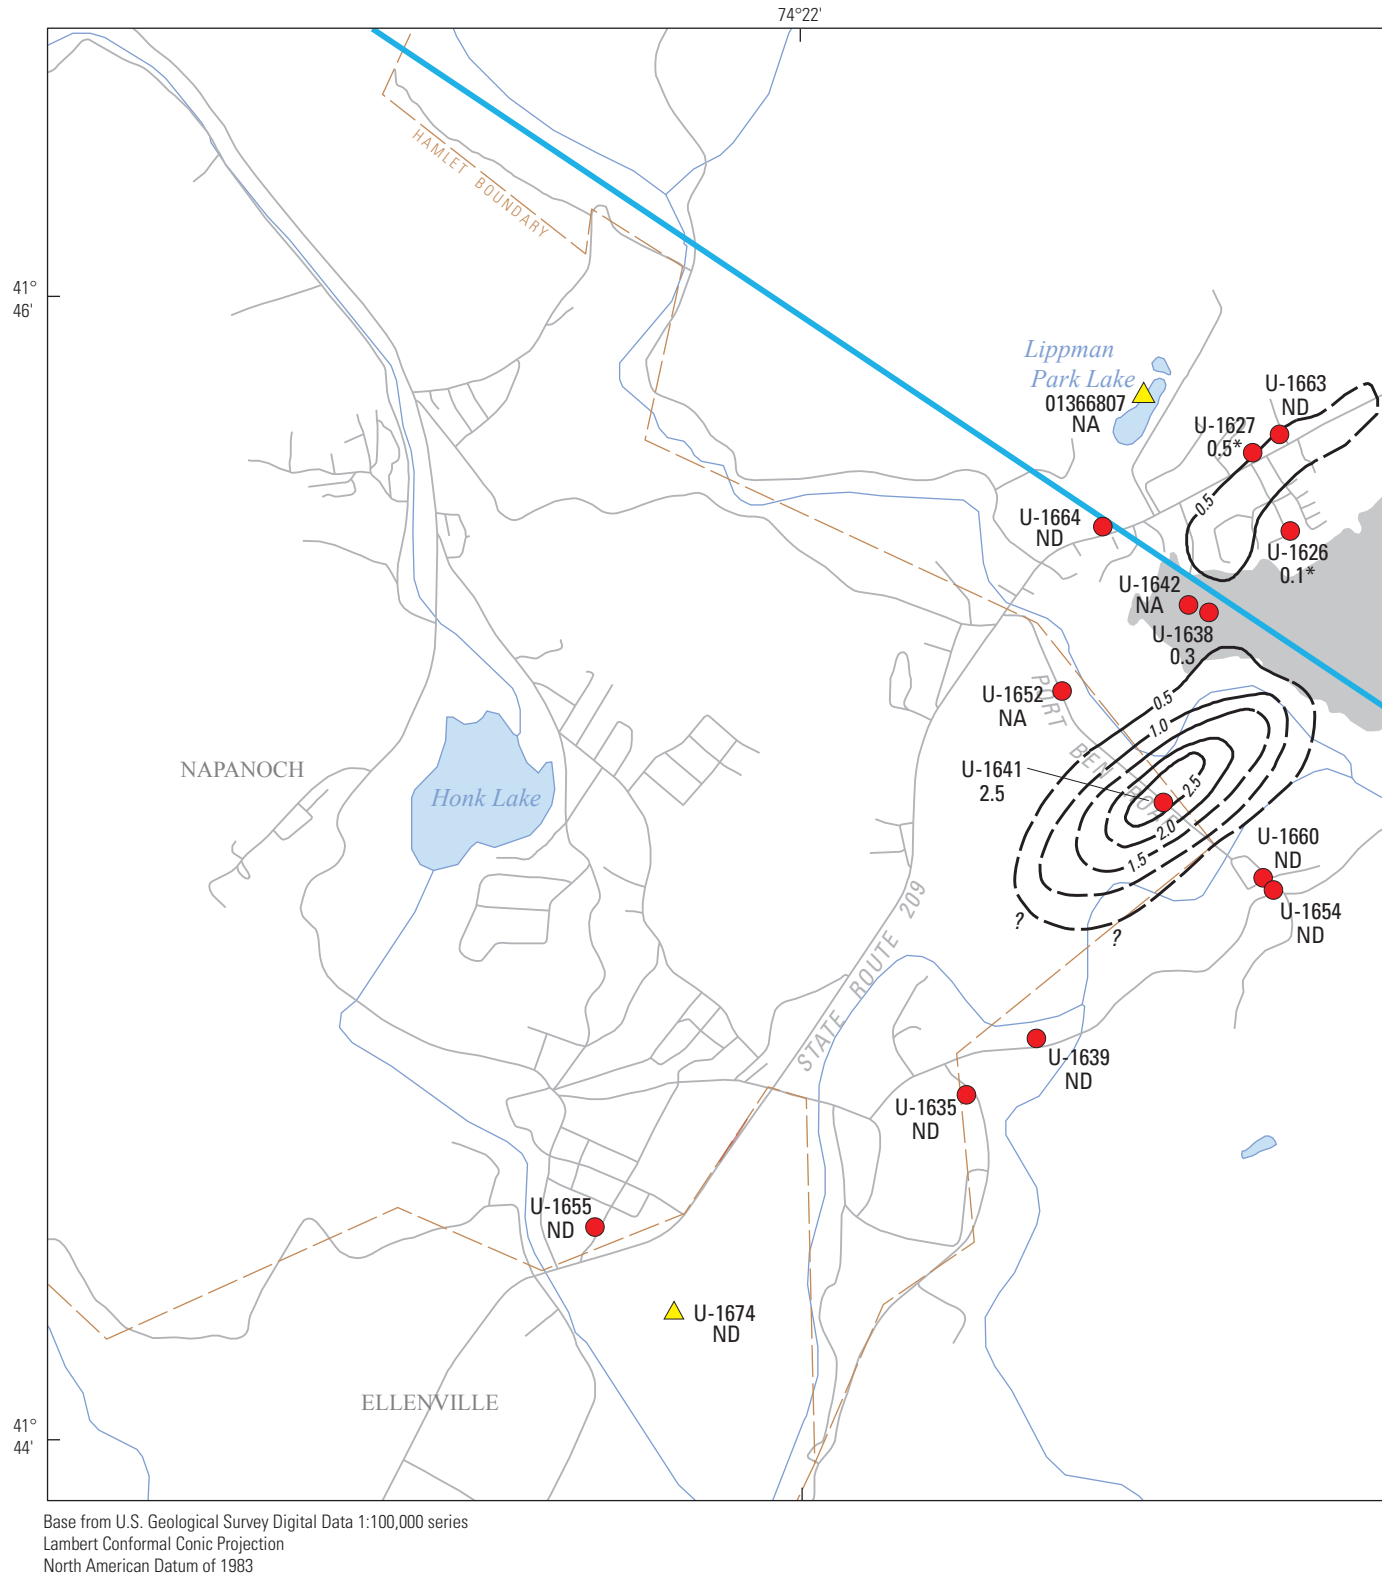 74°22'
HAMLET BOUNDARY
41°
46'
Lippman
Park Lake
01366807
NA
U-1663
ND
U-1627
0.5*
0.5
U-1664
ND
U-1626
0.1*
U-1642
NA
U-1638
0.3
U-1652
NA
PORT BEN ROAD
0.5
1.0
U-1641
2.5
2.5
2.0
1.5
NAPANOCH
Honk Lake
U-1660
ND
U-1654
ND
?
?
STATE ROUTE 209
U-1639
ND
U-1635
ND
U-1655
ND
U-1674
ND
ELLENVILLE
41°
44'
Base from U.S. Geological Survey Digital Data 1:100,000 series
Lambert Conformal Conic Projection
North American Datum of 1983